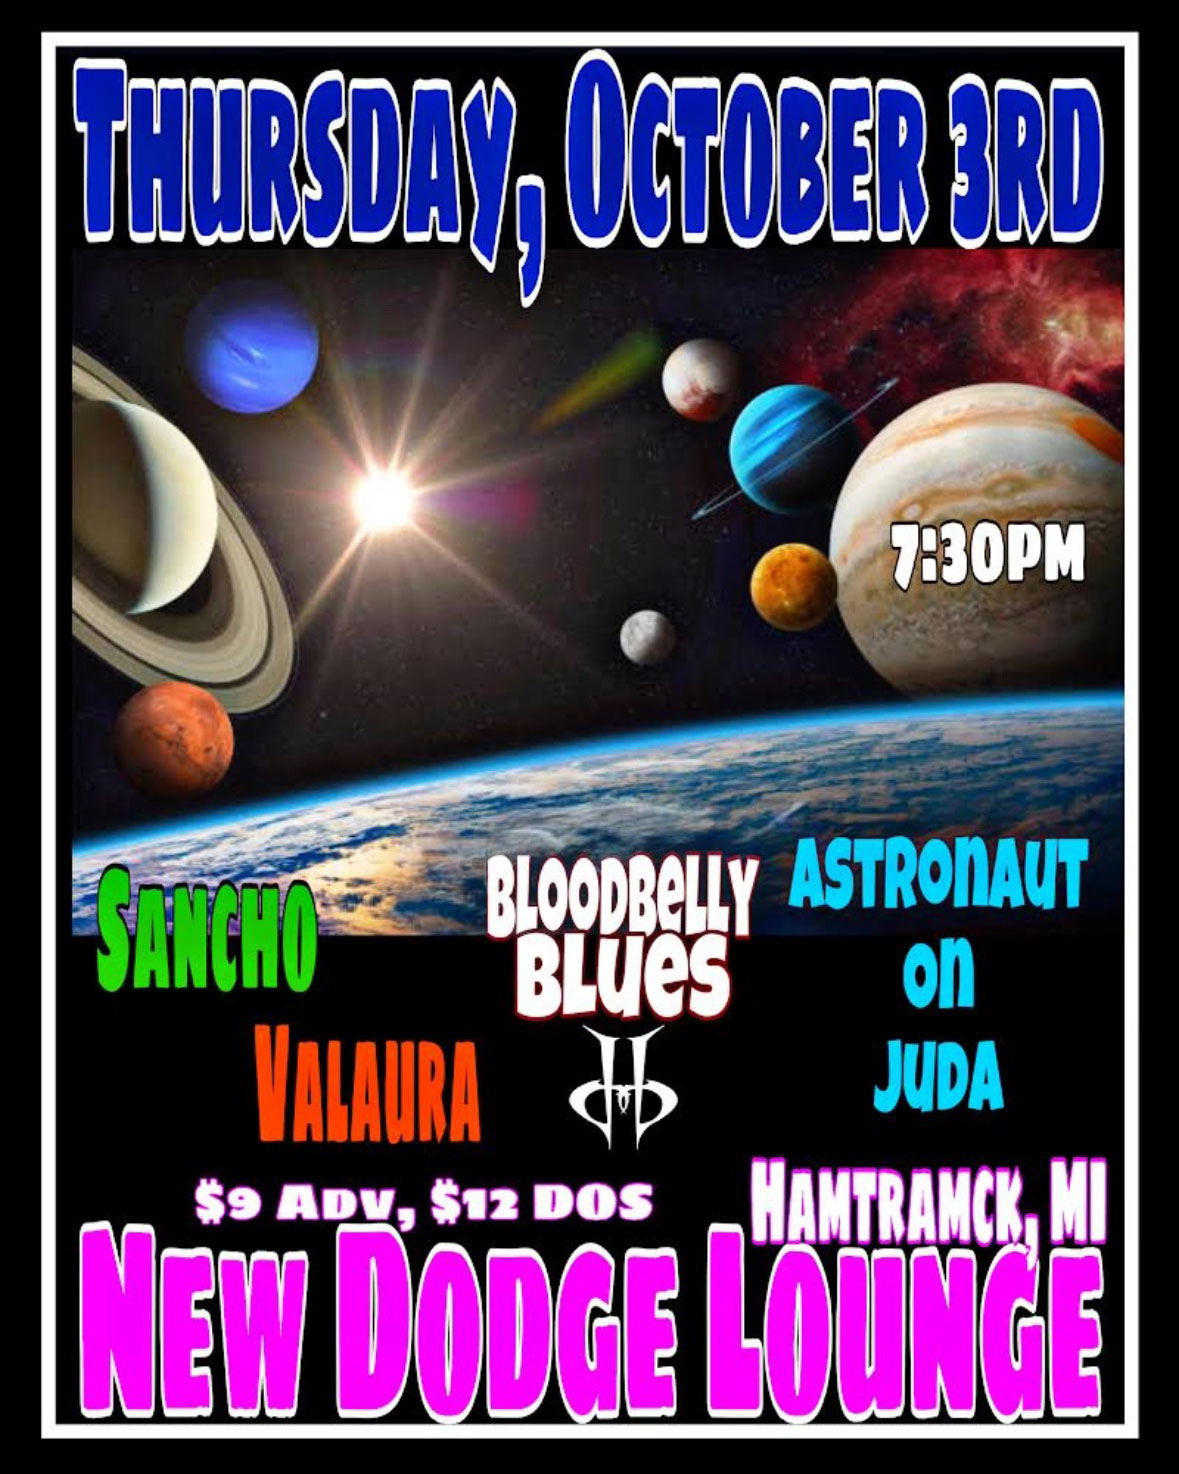 Thursday, October 3rd
7:30pm
Sancho
Bloodbelly
Blues
Astronaut
on
Juda
Valaura
$9 Adv, $12 DOS
Hamtramck, MI
New Dodge Lounge